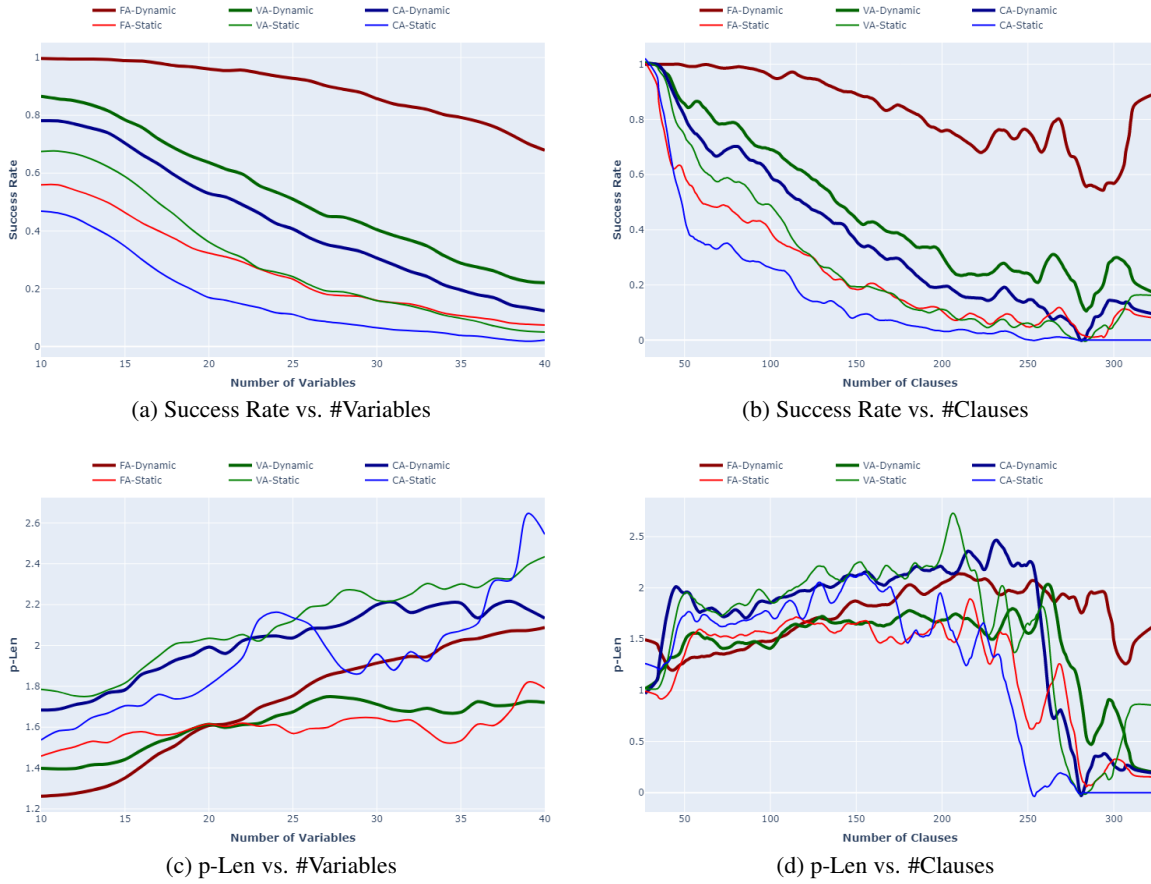 FA-Dynamic VA-Dynamic CA-Dynamic
FA-Static VA-Static CA-Static
1
0.8
0.6
0.4
0.2
0
Success Rate
10 15 20 25 30 35 40
Number of Variables
(a) Success Rate vs. #Variables
FA-Dynamic VA-Dynamic CA-Dynamic
FA-Static VA-Static CA-Static
1
0.8
0.6
0.4
0.2
0
Success Rate
50 100 150 200 250 300
Number of Clauses
(b) Success Rate vs. #Clauses
FA-Dynamic VA-Dynamic CA-Dynamic
FA-Static VA-Static CA-Static
2.6
2.4
2.2
2
1.8
1.6
1.4
1.2
p-Len
10 15 20 25 30 35 40
Number of Variables
(c) p-Len vs. #Variables
FA-Dynamic VA-Dynamic CA-Dynamic
FA-Static VA-Static CA-Static
2.5
2
1.5
1
0.5
0
p-Len
50 100 150 200 250 300
Number of Clauses
(d) p-Len vs. #Clauses